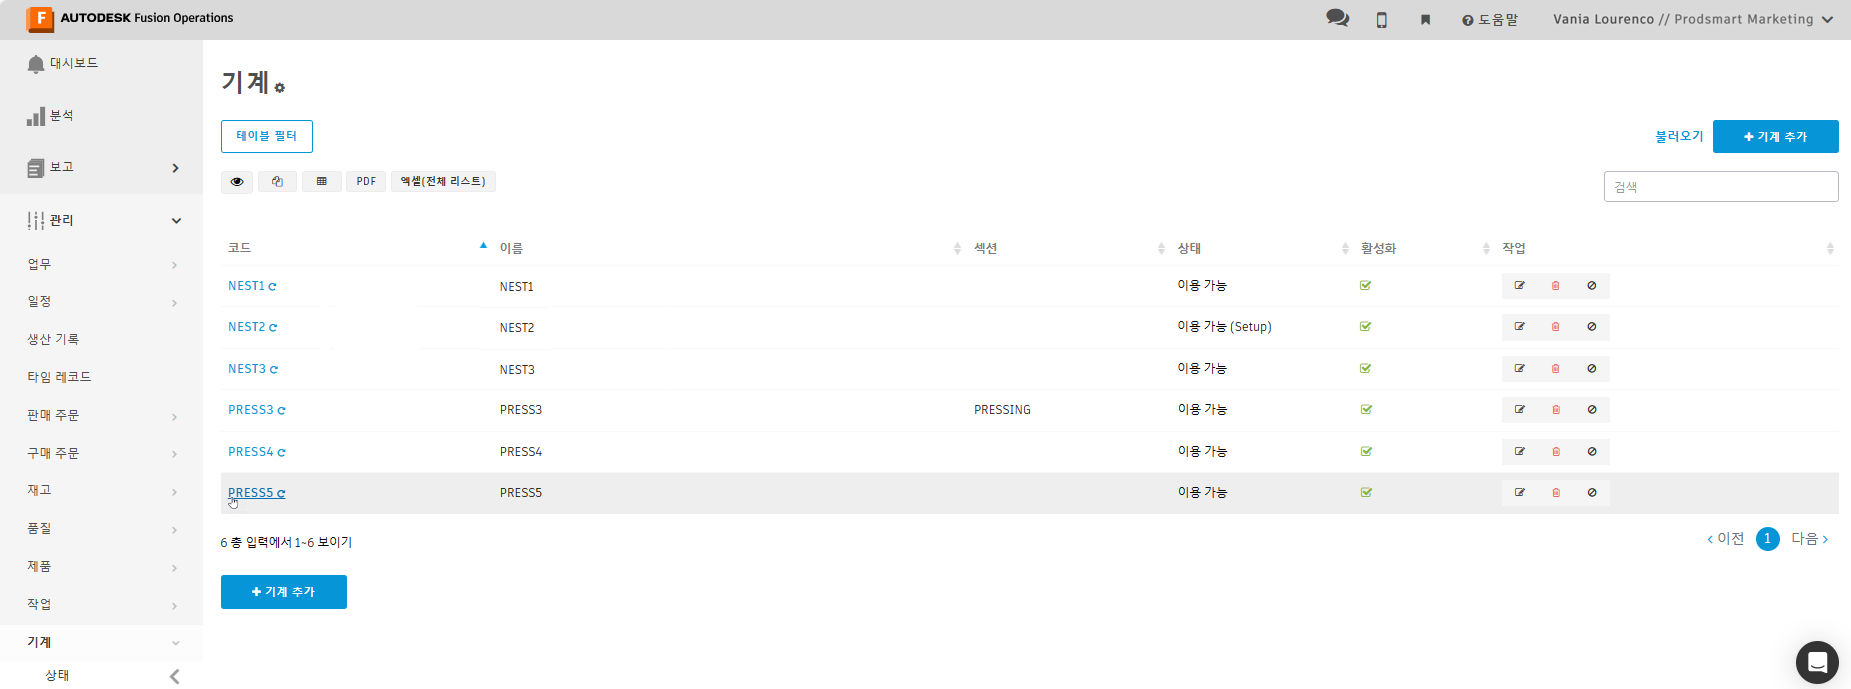 F AUTODESK Fusion Operations
도움말
Vania Lourenco // Prodsmart Marketing
대시보드
분석
보고
관리
업무
일정
생산 기록
타임 레코드
판매 주문
구매 주문
재고
품질
제품
작업
기계
상태
기계
테이블 필터
불러오기
+ 기계 추가
PDF
엑셀(전체 리스트)
검색
코드 이름 섹션 상태 활성화 작업
NEST1 NEST1 이용 가능
NEST2 NEST2 이용 가능 (Setup)
NEST3 NEST3 이용 가능
PRESS3 PRESS3 PRESSING 이용 가능
PRESS4 PRESS4 이용 가능
PRESS5 PRESS5 이용 가능
6 총 입력에서 1~6 보이기
‹ 이전 1 다음 ›
+ 기계 추가